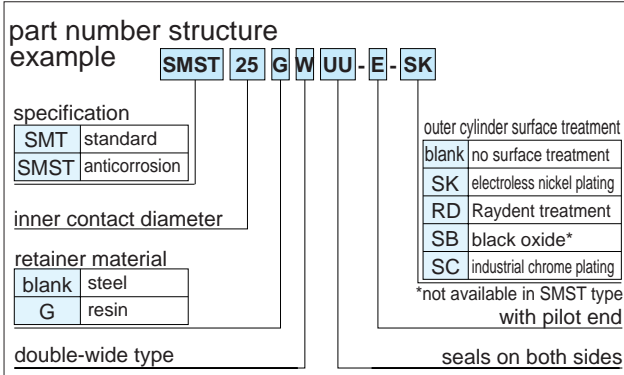 part number structure
example
SMST 25 G W UU - E - SK
specification
SMT standard
SMST anticorrosion
inner contact diameter
retainer material
blank steel
G resin
double-wide type
outer cylinder surface treatment
blank no surface treatment
SK electroless nickel plating
RD Raydent treatment
SB black oxide*
SC industrial chrome plating
*not available in SMST type
with pilot end
seals on both sides